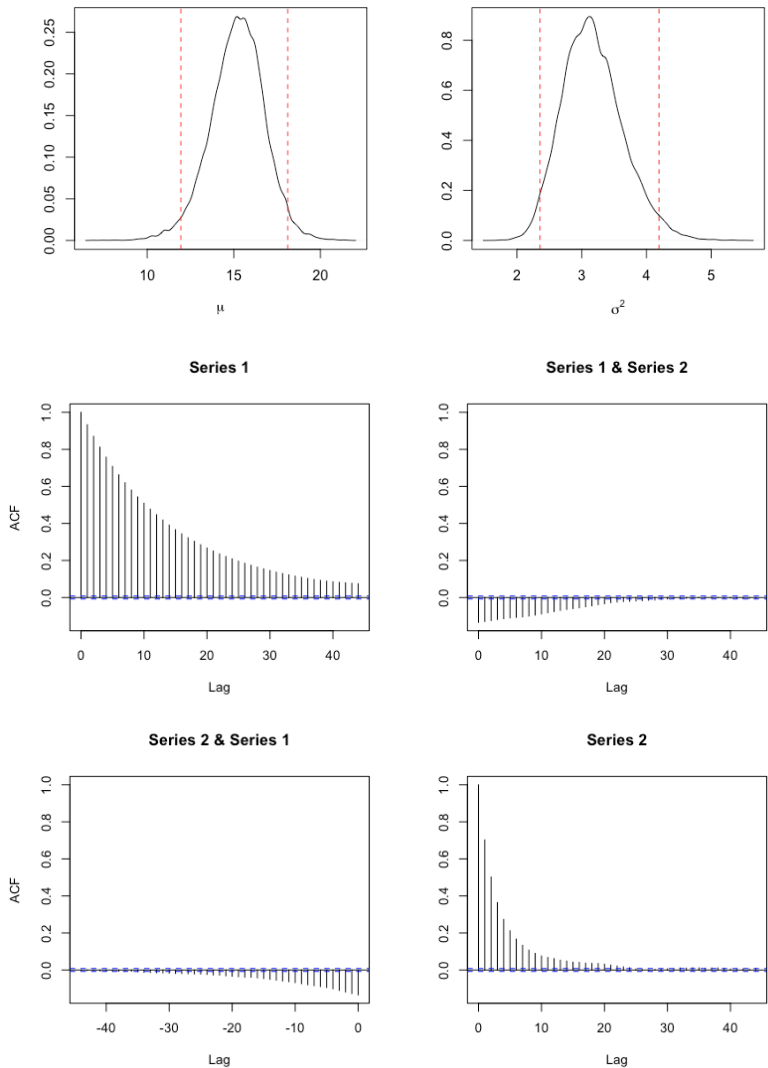 0.00 0.05 0.10 0.15 0.20 0.25
10 15 20
μ
0.0 0.2 0.4 0.6 0.8
2 3 4 5
σ²
Series 1
ACF
0.0 0.2 0.4 0.6 0.8 1.0
0 10 20 30 40
Lag
Series 1 & Series 2
0.0 0.2 0.4 0.6 0.8 1.0
0 10 20 30 40
Lag
Series 2 & Series 1
ACF
0.0 0.2 0.4 0.6 0.8 1.0
-40 -30 -20 -10 0
Lag
Series 2
0.0 0.2 0.4 0.6 0.8 1.0
0 10 20 30 40
Lag